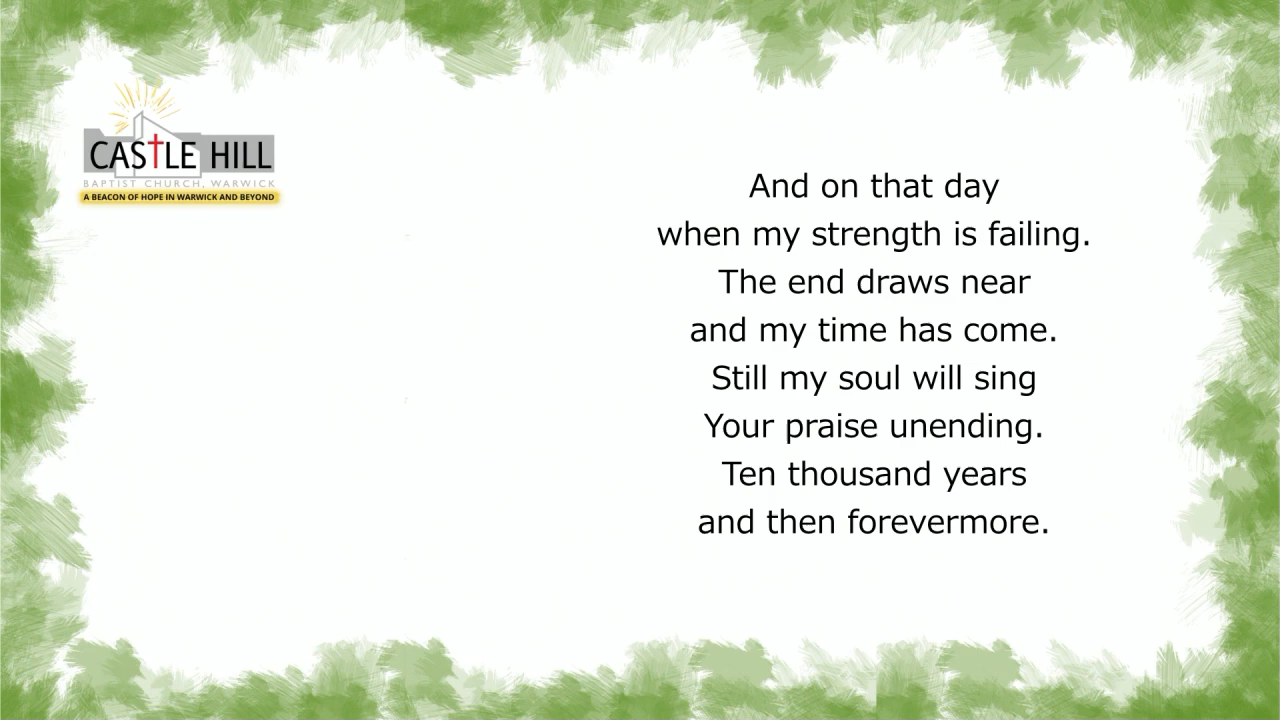 CASTLE HILL
BAPTIST CHURCH, WARWICK
A BEACON OF HOPE IN WARWICK AND BEYOND
And on that day
when my strength is failing.
The end draws near
and my time has come.
Still my soul will sing
Your praise unending.
Ten thousand years
and then forevermore.